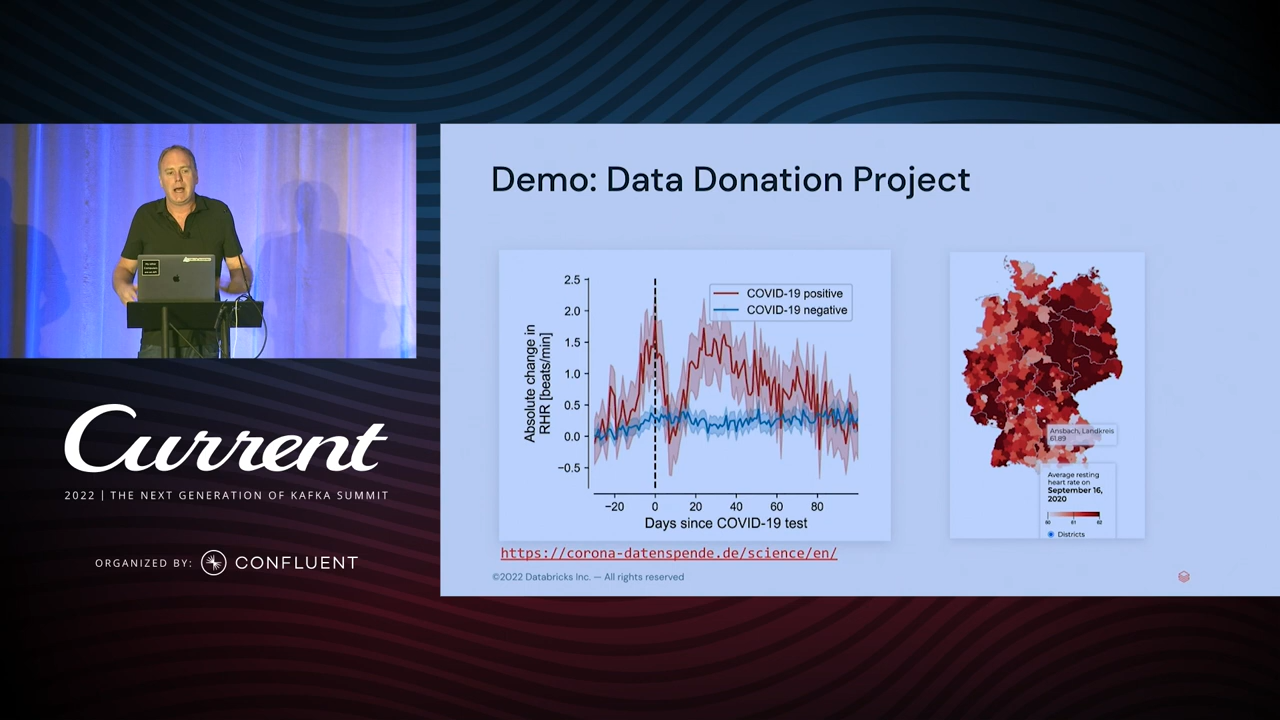 Demo: Data Donation Project
2.5
2.0
1.5
1.0
0.5
0.0
−0.5
Absolute change in
RHR [beats/min]
COVID-19 positive
COVID-19 negative
−20
0
20
40
60
80
Days since COVID-19 test
Ansbach, Landkreis
61.89
Average resting
heart rate on
September 16,
2020
60 61 62
Districts
https://corona-datenspende.de/science/en/
©2022 Databricks Inc. — All rights reserved
Current
2022 | THE NEXT GENERATION OF KAFKA SUMMIT
ORGANIZED BY: CONFLUENT